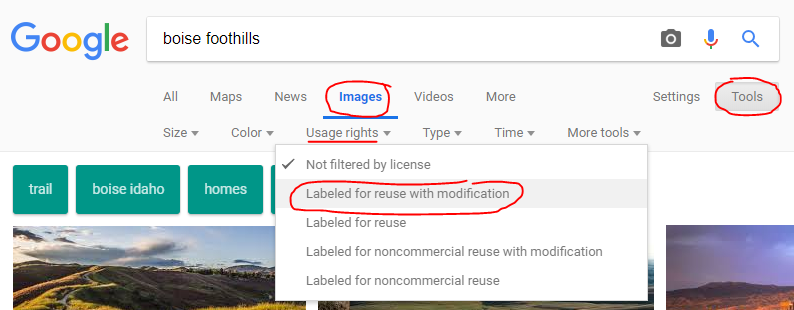 Google
boise foothills
All Maps News Images Videos More Settings Tools
Size Color Usage rights Type Time More tools
Not filtered by license
trail boise idaho homes
Labeled for reuse with modification
Labeled for reuse
Labeled for noncommercial reuse with modification
Labeled for noncommercial reuse